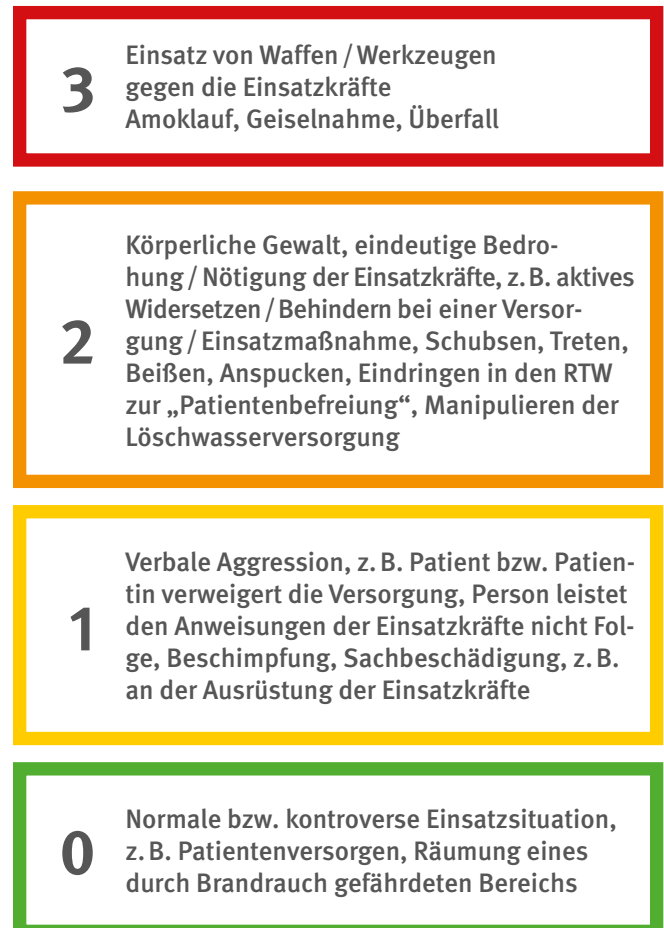 3
Einsatz von Waffen / Werkzeugen
gegen die Einsatzkräfte
Amoklauf, Geiselnahme, Überfall
2
Körperliche Gewalt, eindeutige Bedro-
hung / Nötigung der Einsatzkräfte, z. B. aktives
Widersetzen / Behindern bei einer Versor-
gung / Einsatzmaßnahme, Schubsen, Treten,
Beißen, Anspucken, Eindringen in den RTW
zur „Patientenbefreiung“, Manipulieren der
Löschwasserversorgung
1
Verbale Aggression, z. B. Patient bzw. Patien-
tin verweigert die Versorgung, Person leistet
den Anweisungen der Einsatzkräfte nicht Fol-
ge, Beschimpfung, Sachbeschädigung, z. B.
an der Ausrüstung der Einsatzkräfte
0
Normale bzw. kontroverse Einsatzsituation,
z. B. Patientenversorgen, Räumung eines
durch Brandrauch gefährdeten Bereichs